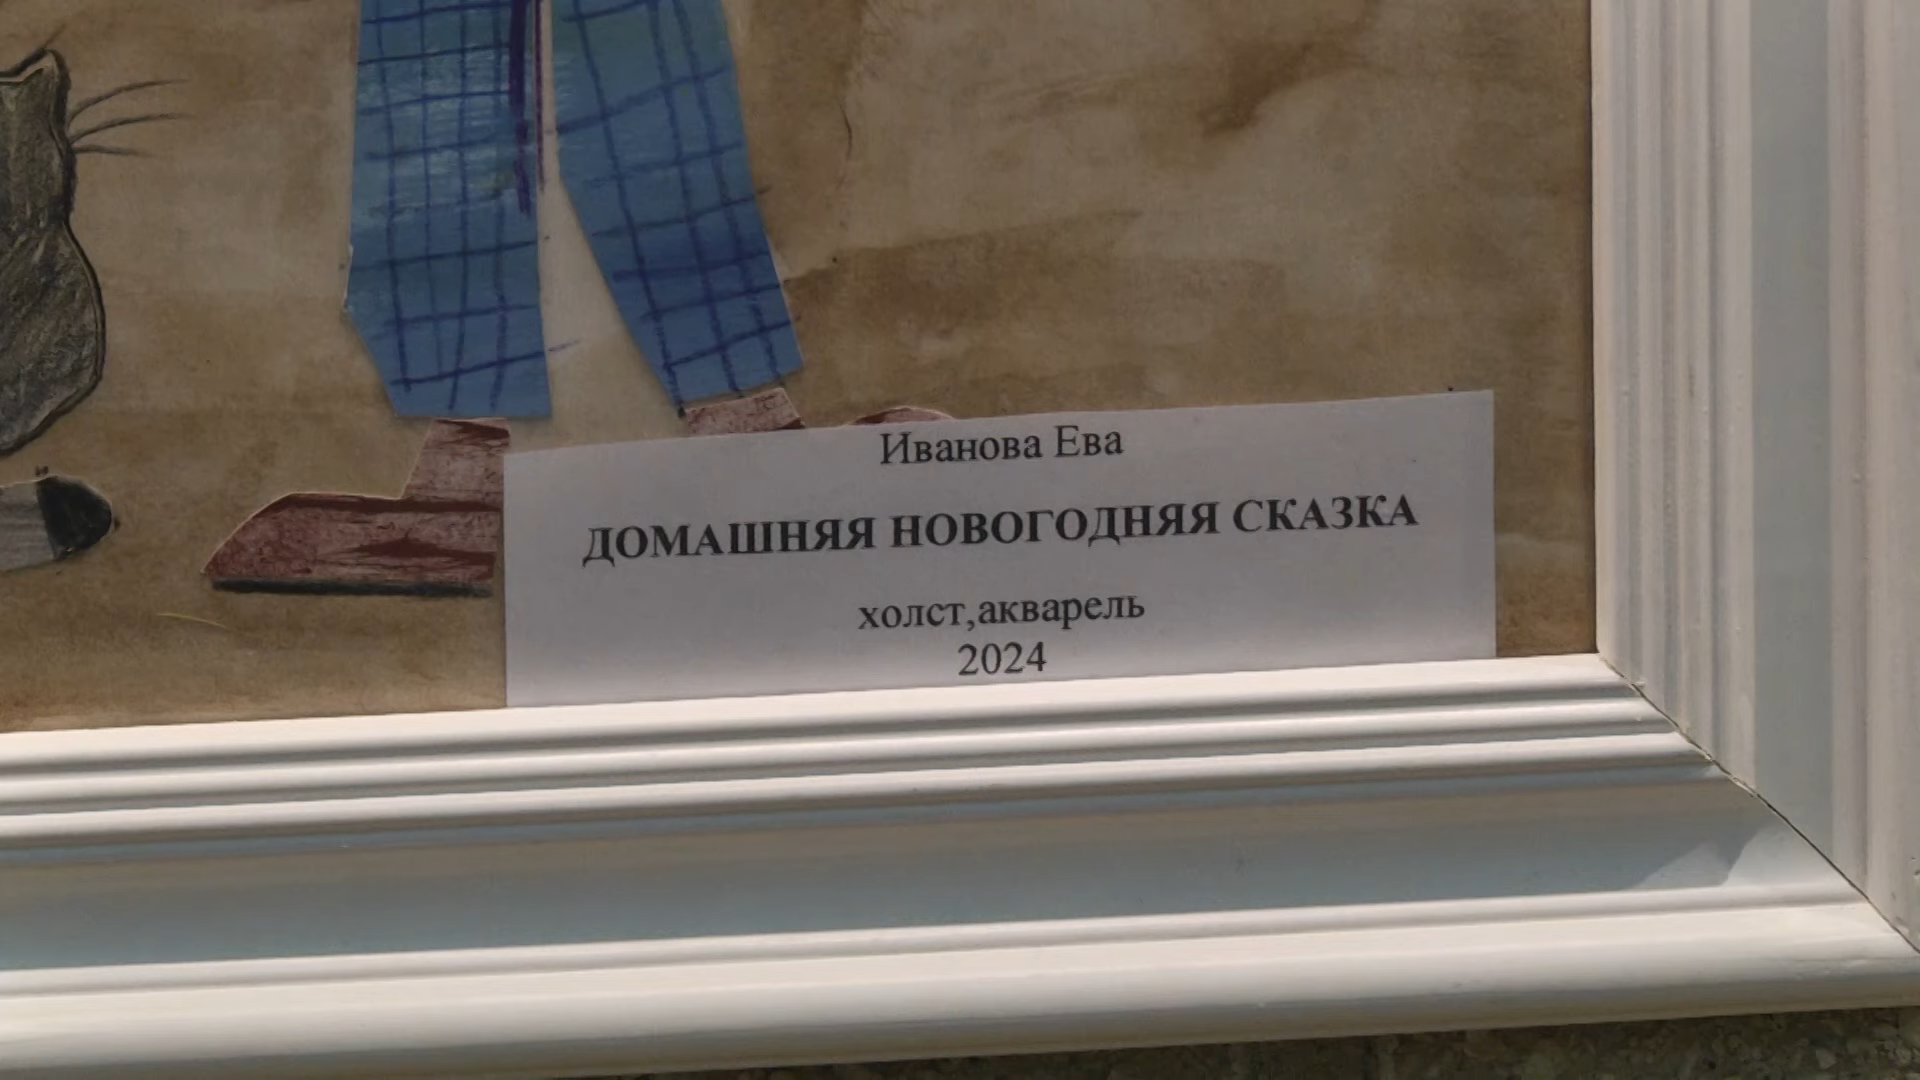 Иванова Ева
ДОМАШНЯЯ НОВОГОДНЯЯ СКАЗКА
холст,акварель
2024